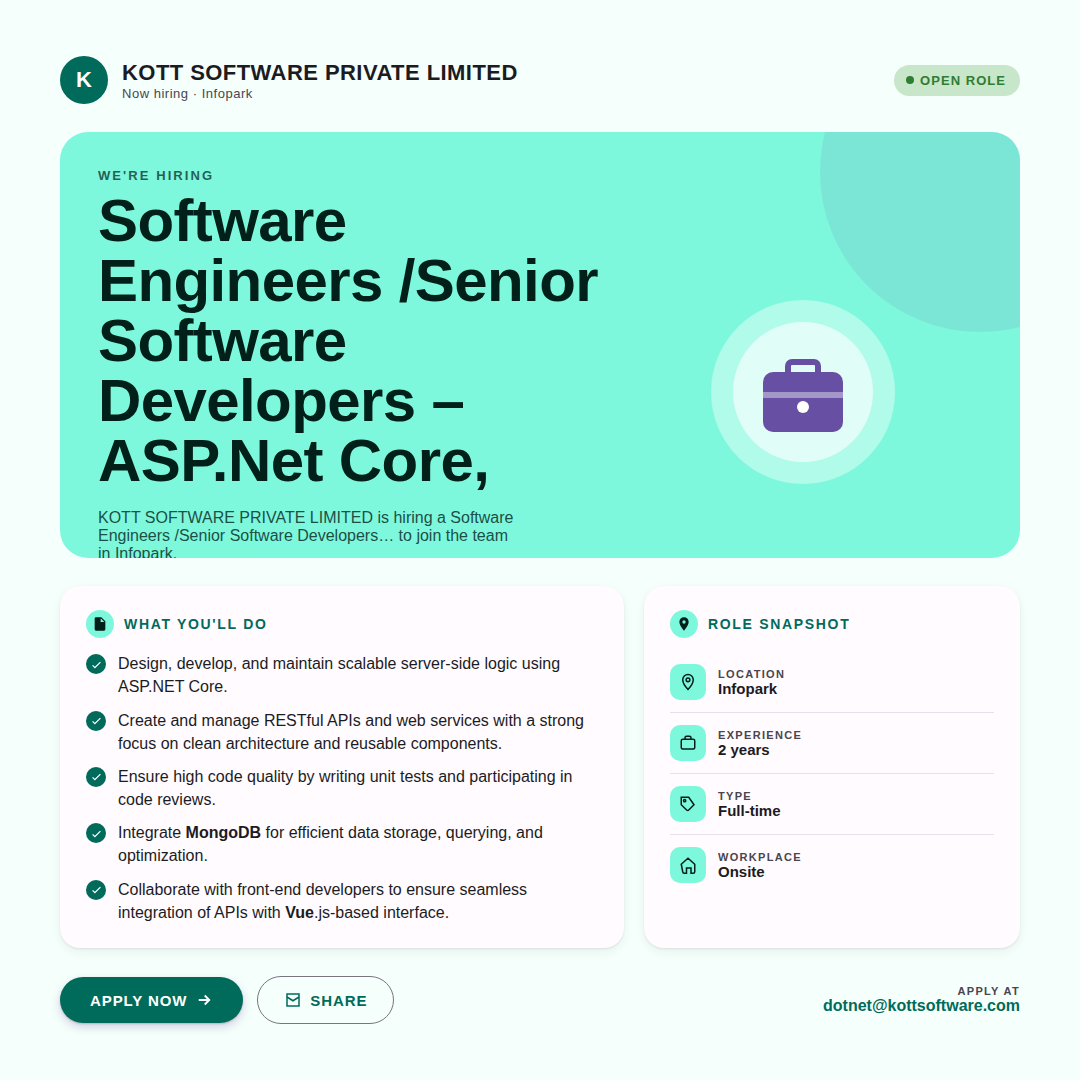 K
KOTT SOFTWARE PRIVATE LIMITED
Now hiring · Infopark
OPEN ROLE
WE'RE HIRING
Software
Engineers /Senior
Software
Developers –
ASP.Net Core,
KOTT SOFTWARE PRIVATE LIMITED is hiring a Software
Engineers /Senior Software Developers… to join the team
in Infopark.
WHAT YOU'LL DO
Design, develop, and maintain scalable server-side logic using
ASP.NET Core.
Create and manage RESTful APIs and web services with a strong
focus on clean architecture and reusable components.
Ensure high code quality by writing unit tests and participating in
code reviews.
Integrate MongoDB for efficient data storage, querying, and
optimization.
Collaborate with front-end developers to ensure seamless
integration of APIs with Vue.js-based interface.
ROLE SNAPSHOT
LOCATION
Infopark
EXPERIENCE
2 years
TYPE
Full-time
WORKPLACE
Onsite
APPLY NOW
SHARE
APPLY AT
dotnet@kottsoftware.com